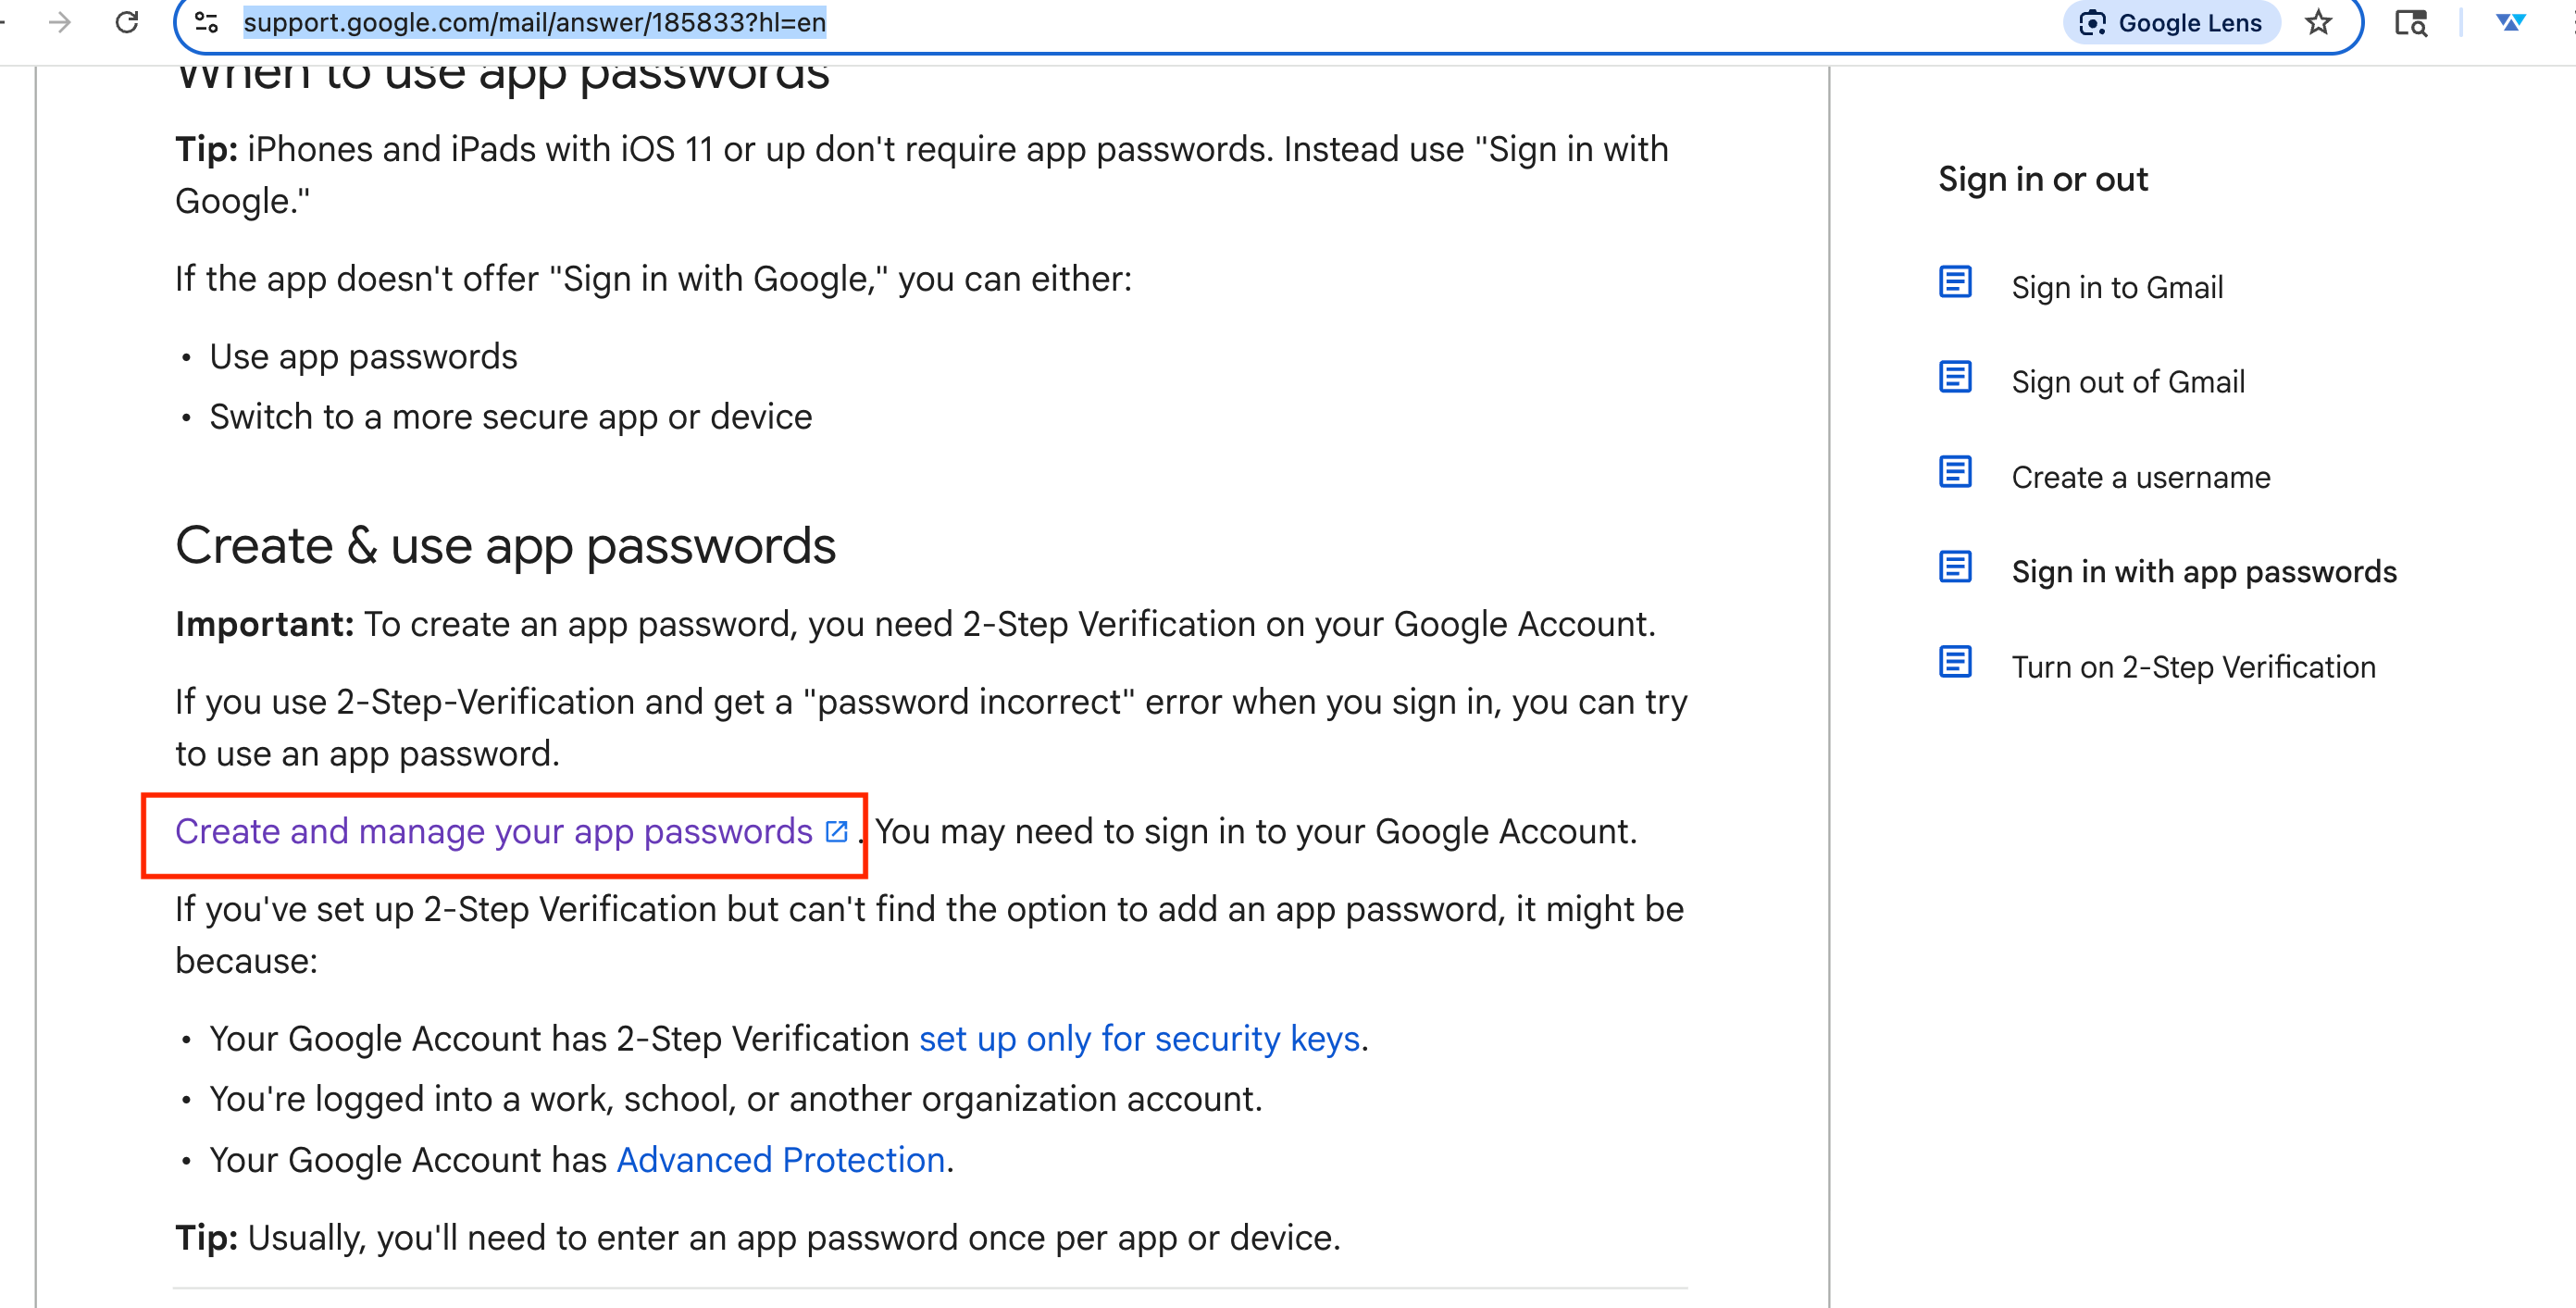 support.google.com/mail/answer/185833?hl=en
Google Lens
When to use app passwords
Tip: iPhones and iPads with iOS 11 or up don't require app passwords. Instead use "Sign in with
Google."
If the app doesn't offer "Sign in with Google," you can either:
• Use app passwords
• Switch to a more secure app or device
Create & use app passwords
Important: To create an app password, you need 2-Step Verification on your Google Account.
If you use 2-Step-Verification and get a "password incorrect" error when you sign in, you can try
to use an app password.
Create and manage your app passwords . You may need to sign in to your Google Account.
If you've set up 2-Step Verification but can't find the option to add an app password, it might be
because:
• Your Google Account has 2-Step Verification set up only for security keys.
• You're logged into a work, school, or another organization account.
• Your Google Account has Advanced Protection.
Tip: Usually, you'll need to enter an app password once per app or device.
Sign in or out
Sign in to Gmail
Sign out of Gmail
Create a username
Sign in with app passwords
Turn on 2-Step Verification